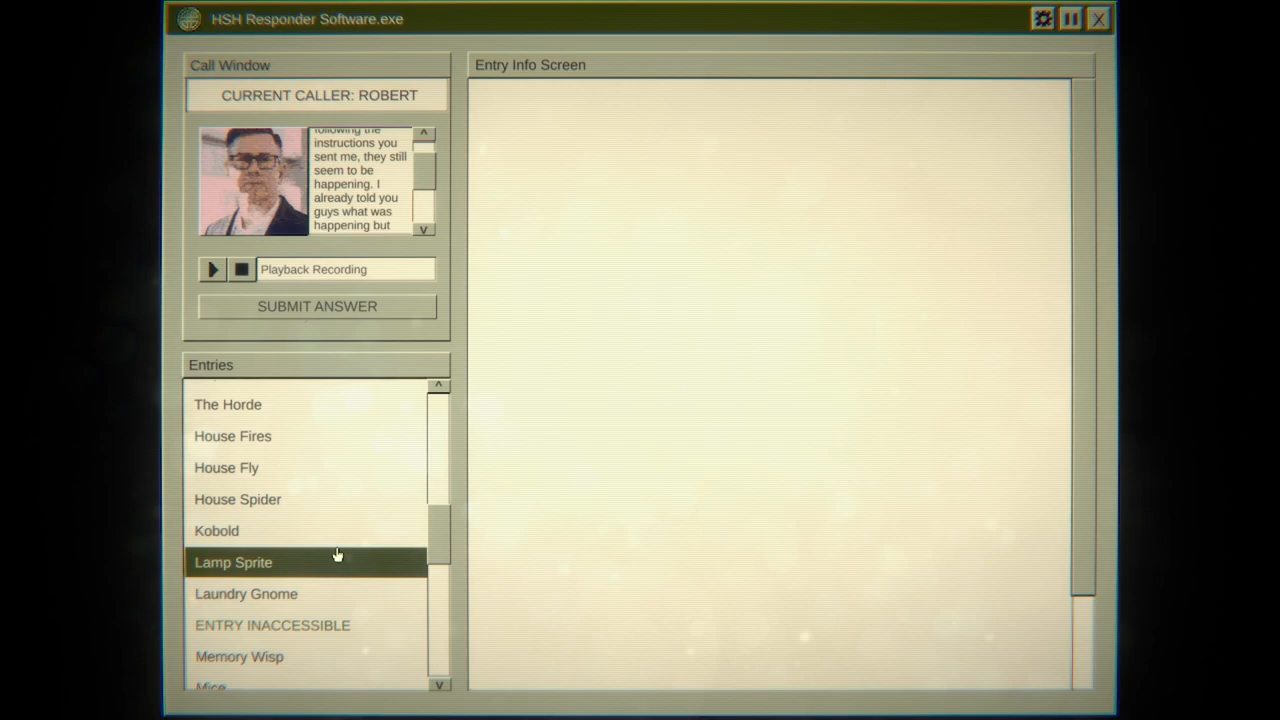 HSH Responder Software.exe
Call Window
CURRENT CALLER: ROBERT
following the
instructions you
sent me, they still
seem to be
happening. I
already told you
guys what was
happening but
Playback Recording
SUBMIT ANSWER
Entries
The Horde
House Fires
House Fly
House Spider
Kobold
Lamp Sprite
Laundry Gnome
ENTRY INACCESSIBLE
Memory Wisp
Mice
Entry Info Screen